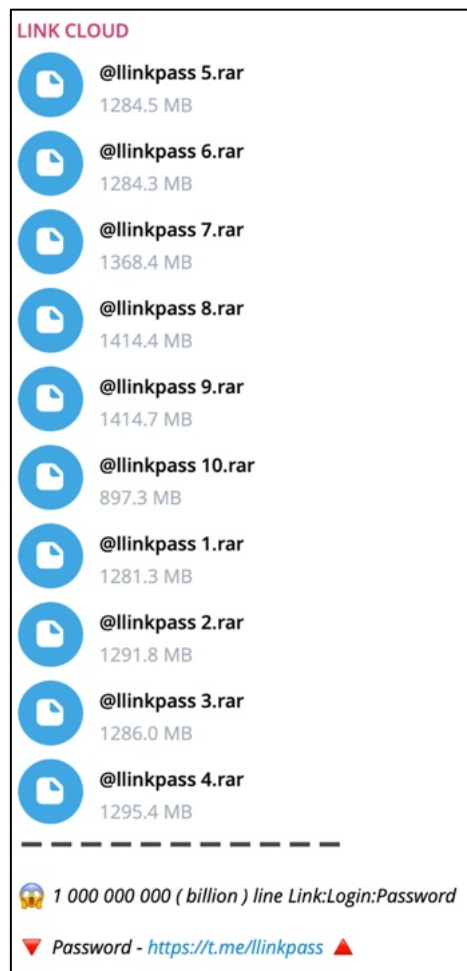 LINK CLOUD
@llinkpass 5.rar
1284.5 MB
@llinkpass 6.rar
1284.3 MB
@llinkpass 7.rar
1368.4 MB
@llinkpass 8.rar
1414.4 MB
@llinkpass 9.rar
1414.7 MB
@llinkpass 10.rar
897.3 MB
@llinkpass 1.rar
1281.3 MB
@llinkpass 2.rar
1291.8 MB
@llinkpass 3.rar
1286.0 MB
@llinkpass 4.rar
1295.4 MB
😱 1 000 000 000 ( billion ) line Link:Login:Password
🔻 Password - https://t.me/llinkpass 🔺